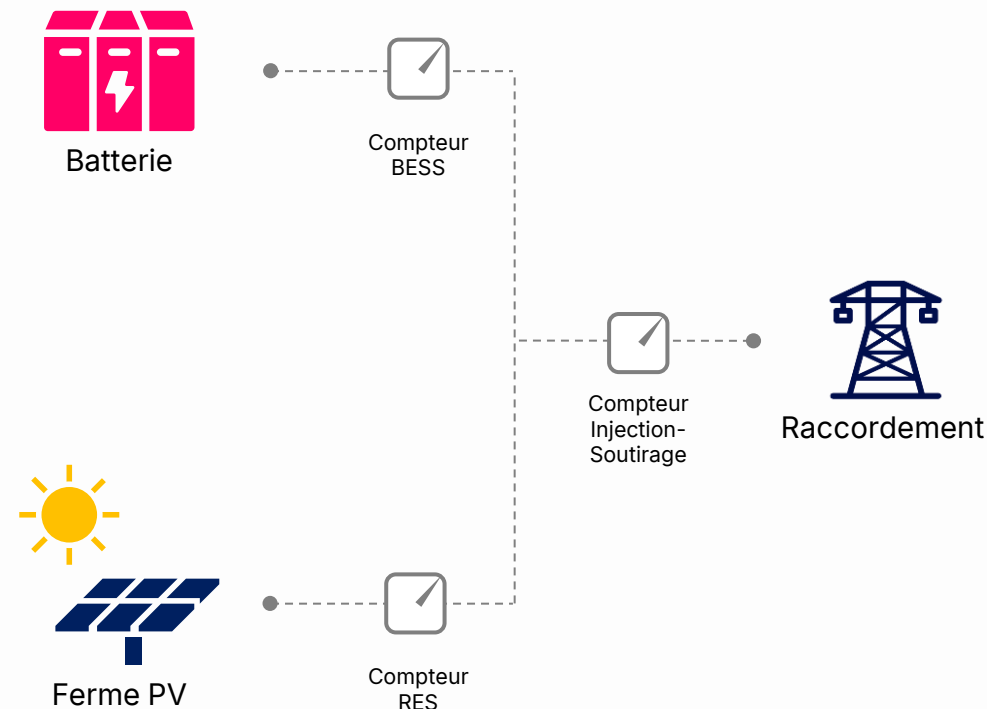 Batterie
Compteur
BESS
Compteur
Injection-
Soutirage
Raccordement
Ferme PV
Compteur
RES